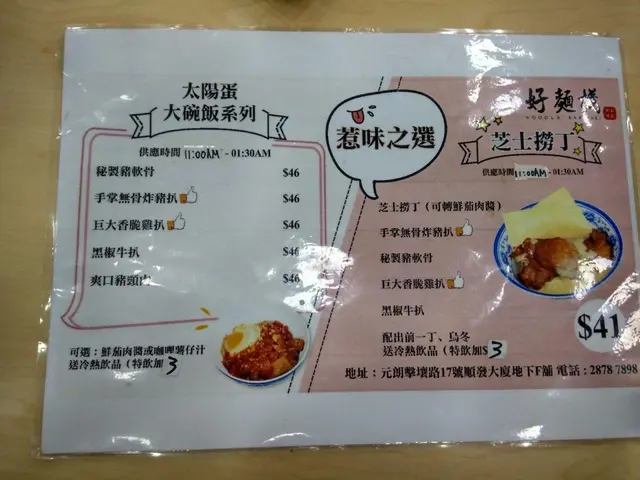 太陽蛋
大碗飯系列
供應時間 11:00AM - 01:30AM
秘製豬軟骨 $46
手掌無骨炸豬扒 $46
巨大香脆雞扒 $46
黑椒牛扒 $46
爽口豬頭肉 $46
可選：鮮茄肉醬或咖喱薯仔汁
送冷熱飲品（特飲加 3
惹味之選
好麵棧
芝士撈丁
供應時間 11:00AM - 01:30AM
芝士撈丁（可轉鮮茄肉醬）
手掌無骨炸豬扒
秘製豬軟骨
巨大香脆雞扒
黑椒牛扒
配出前一丁、烏冬
送冷熱飲品（特飲加$ 3
$41
地址：元朗擊壤路17號順發大廈地下F舖 電話：2878 7898